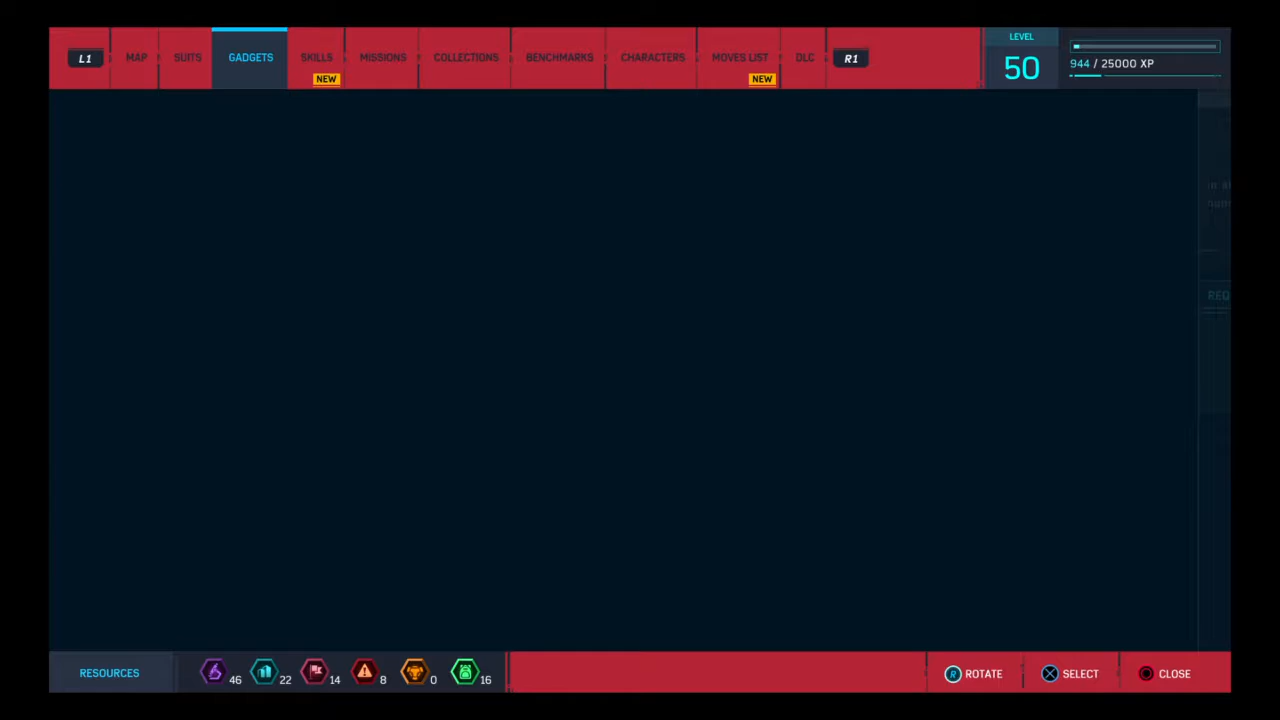 L1 MAP SUITS GADGETS SKILLS MISSIONS COLLECTIONS BENCHMARKS CHARACTERS MOVES LIST DLC R1
NEW NEW
LEVEL
50
944 / 25000 XP
REQ
RESOURCES 46 22 14 8 0 16 R ROTATE SELECT CLOSE